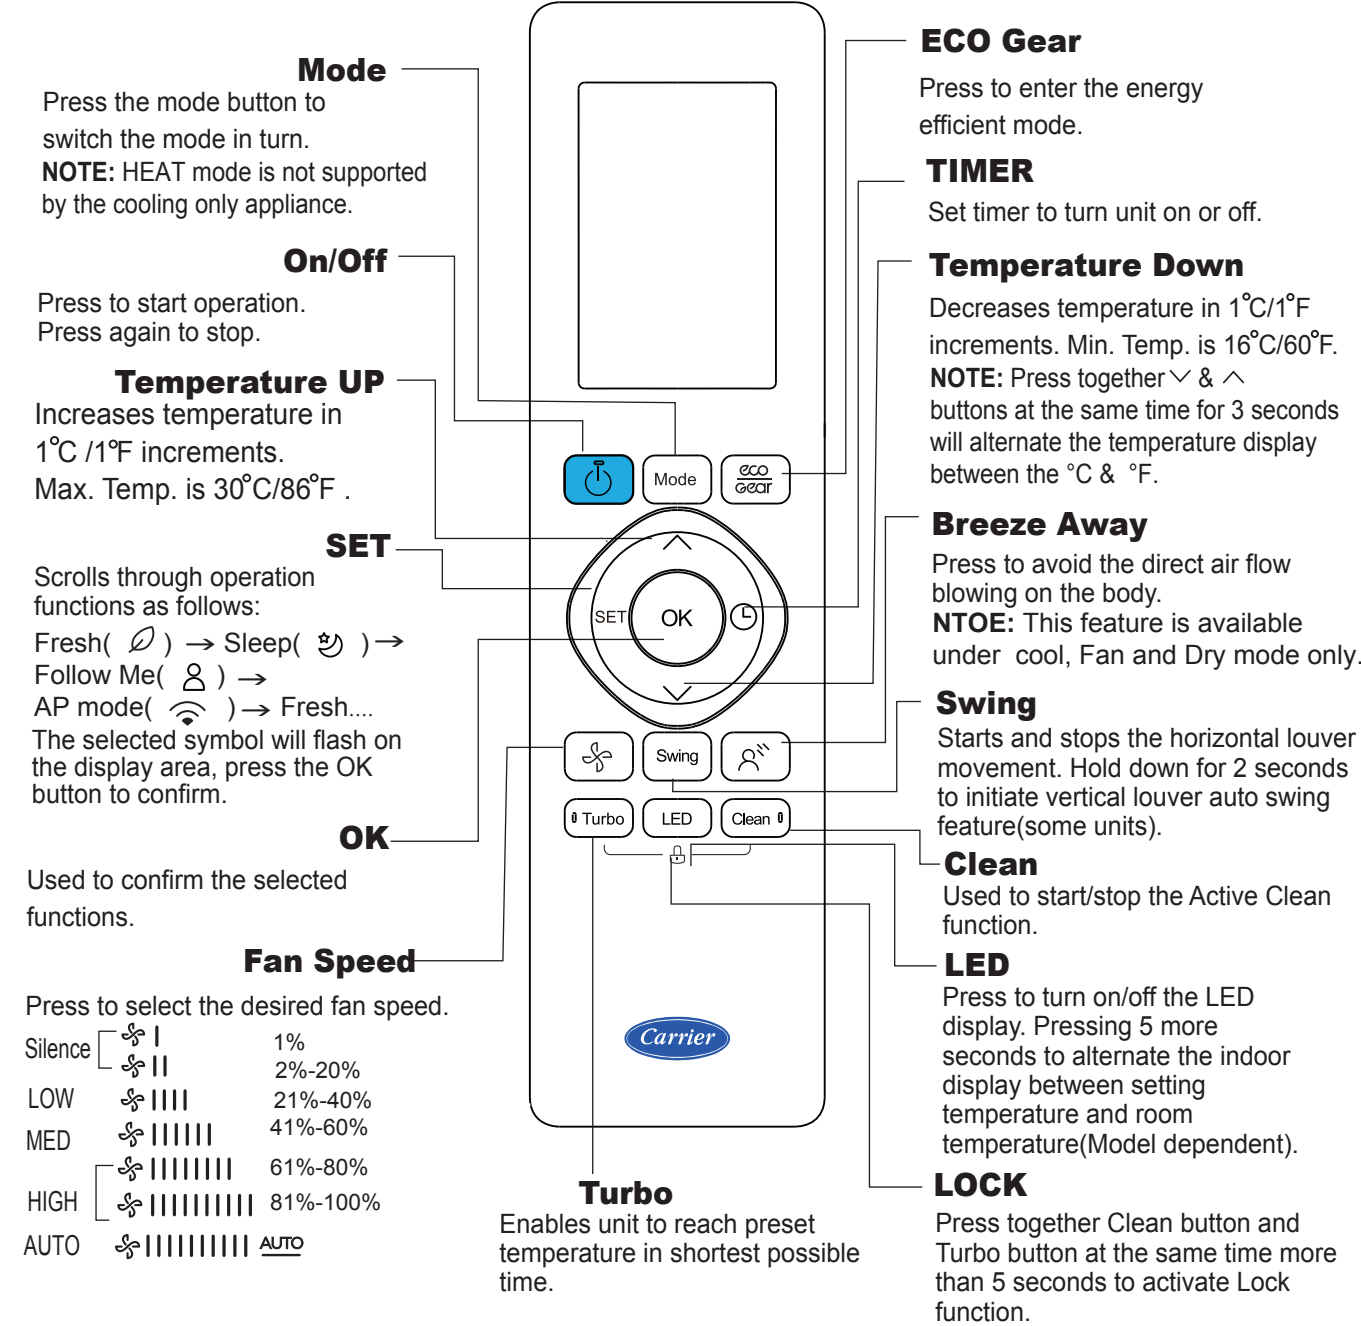 Mode
Press the mode button to
switch the mode in turn.
NOTE: HEAT mode is not supported
by the cooling only appliance.
On/Off
Press to start operation.
Press again to stop.
Temperature UP
Increases temperature in
1°C /1°F increments.
Max. Temp. is 30°C/86°F .
SET
Scrolls through operation
functions as follows:
Fresh( ) → Sleep( ) →
Follow Me( ) →
AP mode( ) → Fresh....
The selected symbol will flash on
the display area, press the OK
button to confirm.
OK
Used to confirm the selected
functions.
Fan Speed
Press to select the desired fan speed.
Silence
1%
2%-20%
LOW 21%-40%
MED 41%-60%
61%-80%
HIGH 81%-100%
AUTO AUTO
Mode
eco
Gear
SET
OK
Swing
Turbo
LED
Clean
Carrier
Turbo
Enables unit to reach preset
temperature in shortest possible
time.
ECO Gear
Press to enter the energy
efficient mode.
TIMER
Set timer to turn unit on or off.
Temperature Down
Decreases temperature in 1°C/1°F
increments. Min. Temp. is 16°C/60°F.
NOTE: Press together ﹀ & ︿
buttons at the same time for 3 seconds
will alternate the temperature display
between the °C & °F.
Breeze Away
Press to avoid the direct air flow
blowing on the body.
NTOE: This feature is available
under cool, Fan and Dry mode only.
Swing
Starts and stops the horizontal louver
movement. Hold down for 2 seconds
to initiate vertical louver auto swing
feature(some units).
Clean
Used to start/stop the Active Clean
function.
LED
Press to turn on/off the LED
display. Pressing 5 more
seconds to alternate the indoor
display between setting
temperature and room
temperature(Model dependent).
LOCK
Press together Clean button and
Turbo button at the same time more
than 5 seconds to activate Lock
function.